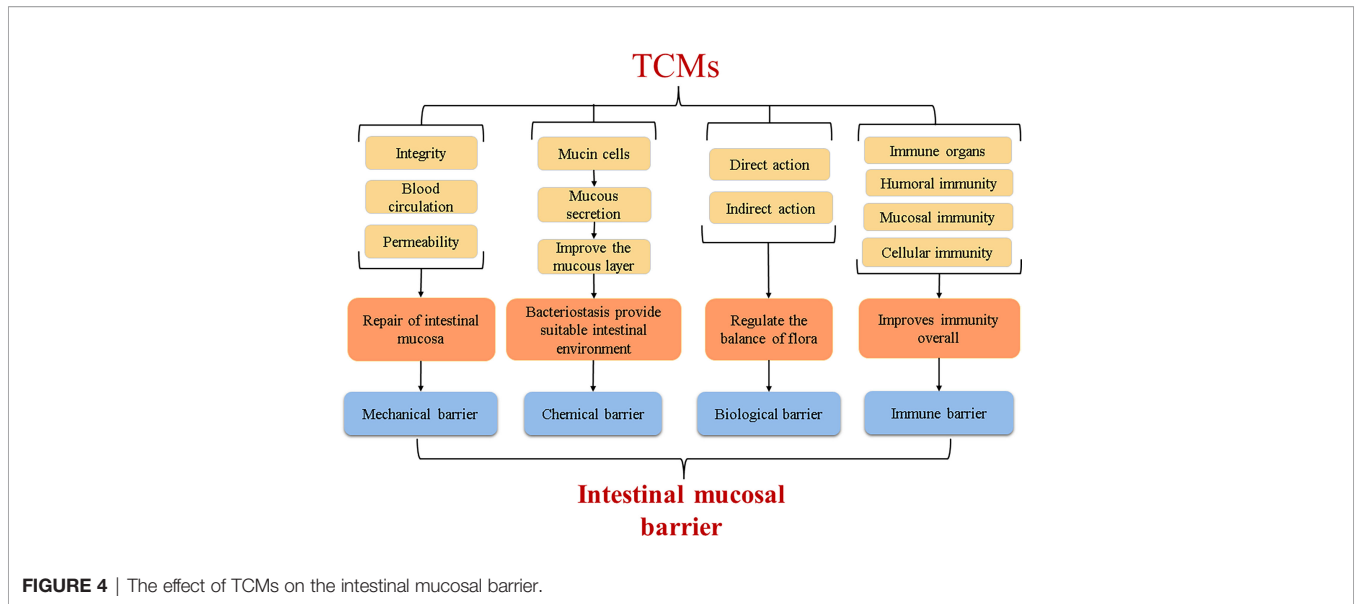 TCMs
Integrity
Blood
circulation
Permeability
Repair of intestinal
mucosa
Mechanical barrier
Mucin cells
Mucous
secretion
Improve the
mucous layer
Bacteriostasis provide
suitable intestinal
environment
Chemical barrier
Direct action
Indirect action
Regulate the
balance of flora
Biological barrier
Immune organs
Humoral immunity
Mucosal immunity
Cellular immunity
Improves immunity
overall
Immune barrier
Intestinal mucosal
barrier
FIGURE 4 | The effect of TCMs on the intestinal mucosal barrier.